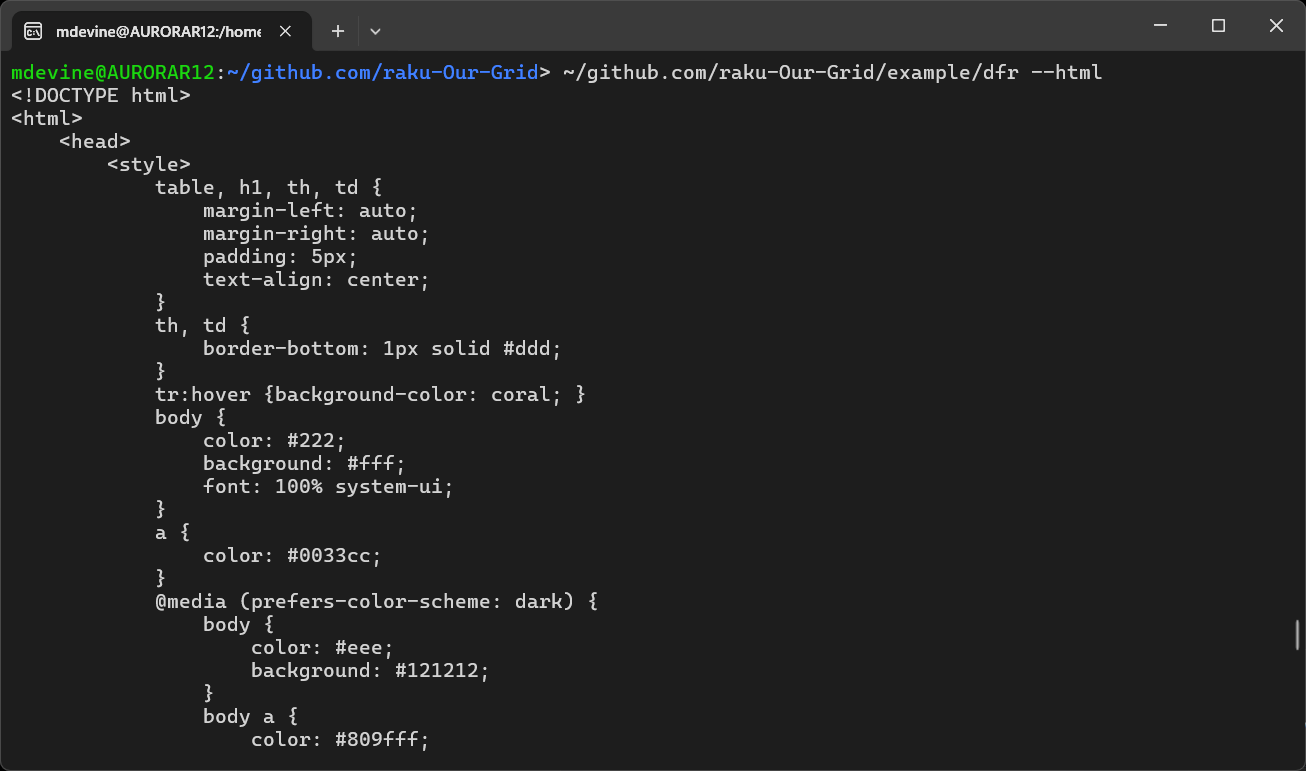 mdevine@AURORAR12:/home
mdevine@AURORAR12:~/github.com/raku-Our-Grid> ~/github.com/raku-Our-Grid/example/dfr --html
<!DOCTYPE html>
<html>
    <head>
        <style>
            table, h1, th, td {
                margin-left: auto;
                margin-right: auto;
                padding: 5px;
                text-align: center;
            }
            th, td {
                border-bottom: 1px solid #ddd;
            }
            tr:hover {background-color: coral; }
            body {
                color: #222;
                background: #fff;
                font: 100% system-ui;
            }
            a {
                color: #0033cc;
            }
            @media (prefers-color-scheme: dark) {
                body {
                    color: #eee;
                    background: #121212;
                }
                body a {
                    color: #809fff;